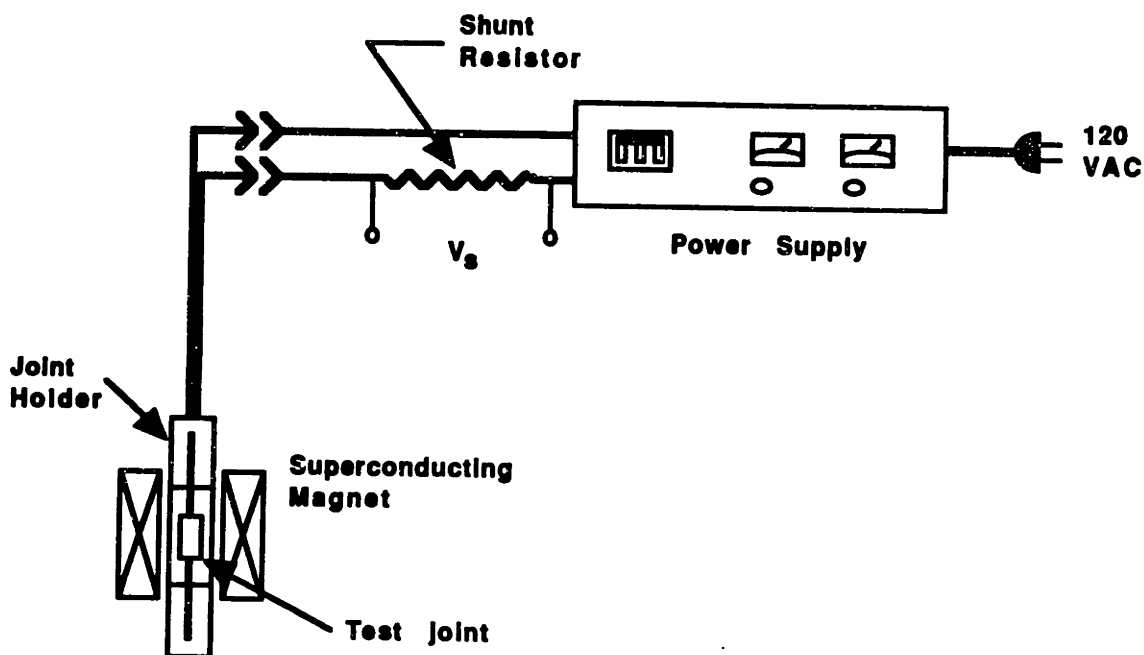 Shunt
Resistor
120
VAC
Vs
Power Supply
Joint
Holder
Superconducting
Magnet
Test joint